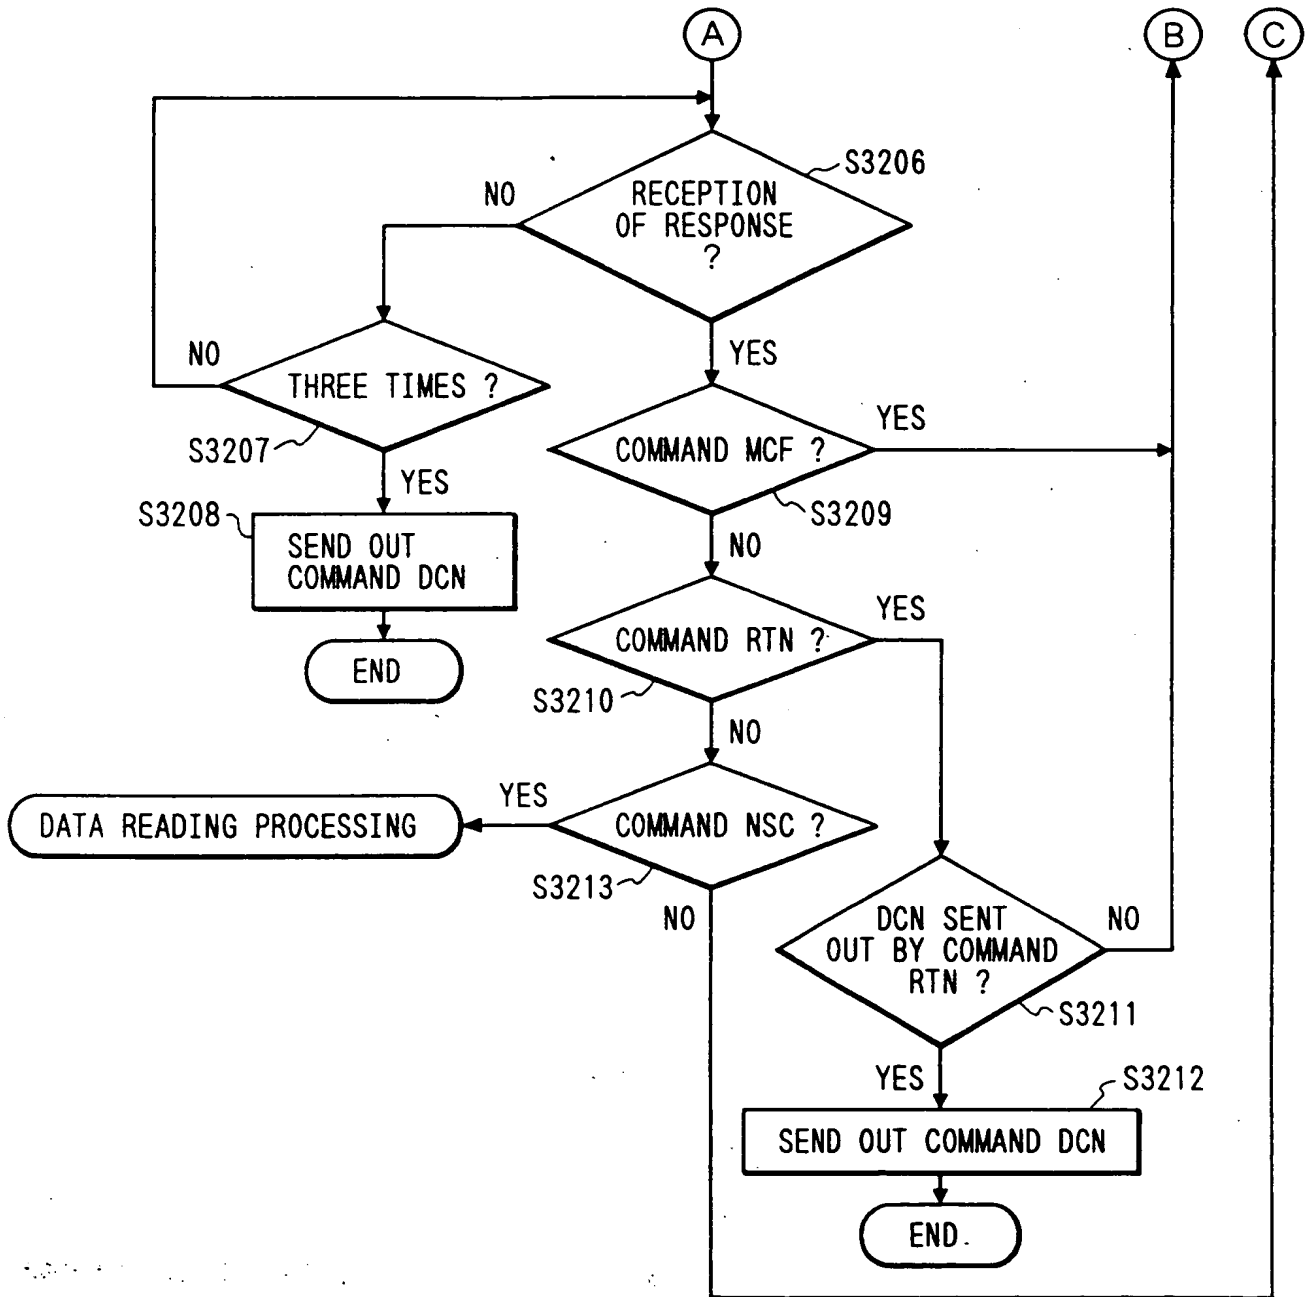 A
B
C
S3206
NO
RECEPTION
OF RESPONSE
?
YES
NO
THREE TIMES ?
S3207
YES
S3208
SEND OUT
COMMAND DCN
END
COMMAND MCF ?
YES
S3209
NO
COMMAND RTN ?
YES
S3210
NO
DATA READING PROCESSING
YES
COMMAND NSC ?
S3213
NO
DCN SENT
OUT BY COMMAND
RTN ?
NO
S3211
YES
S3212
SEND OUT COMMAND DCN
END